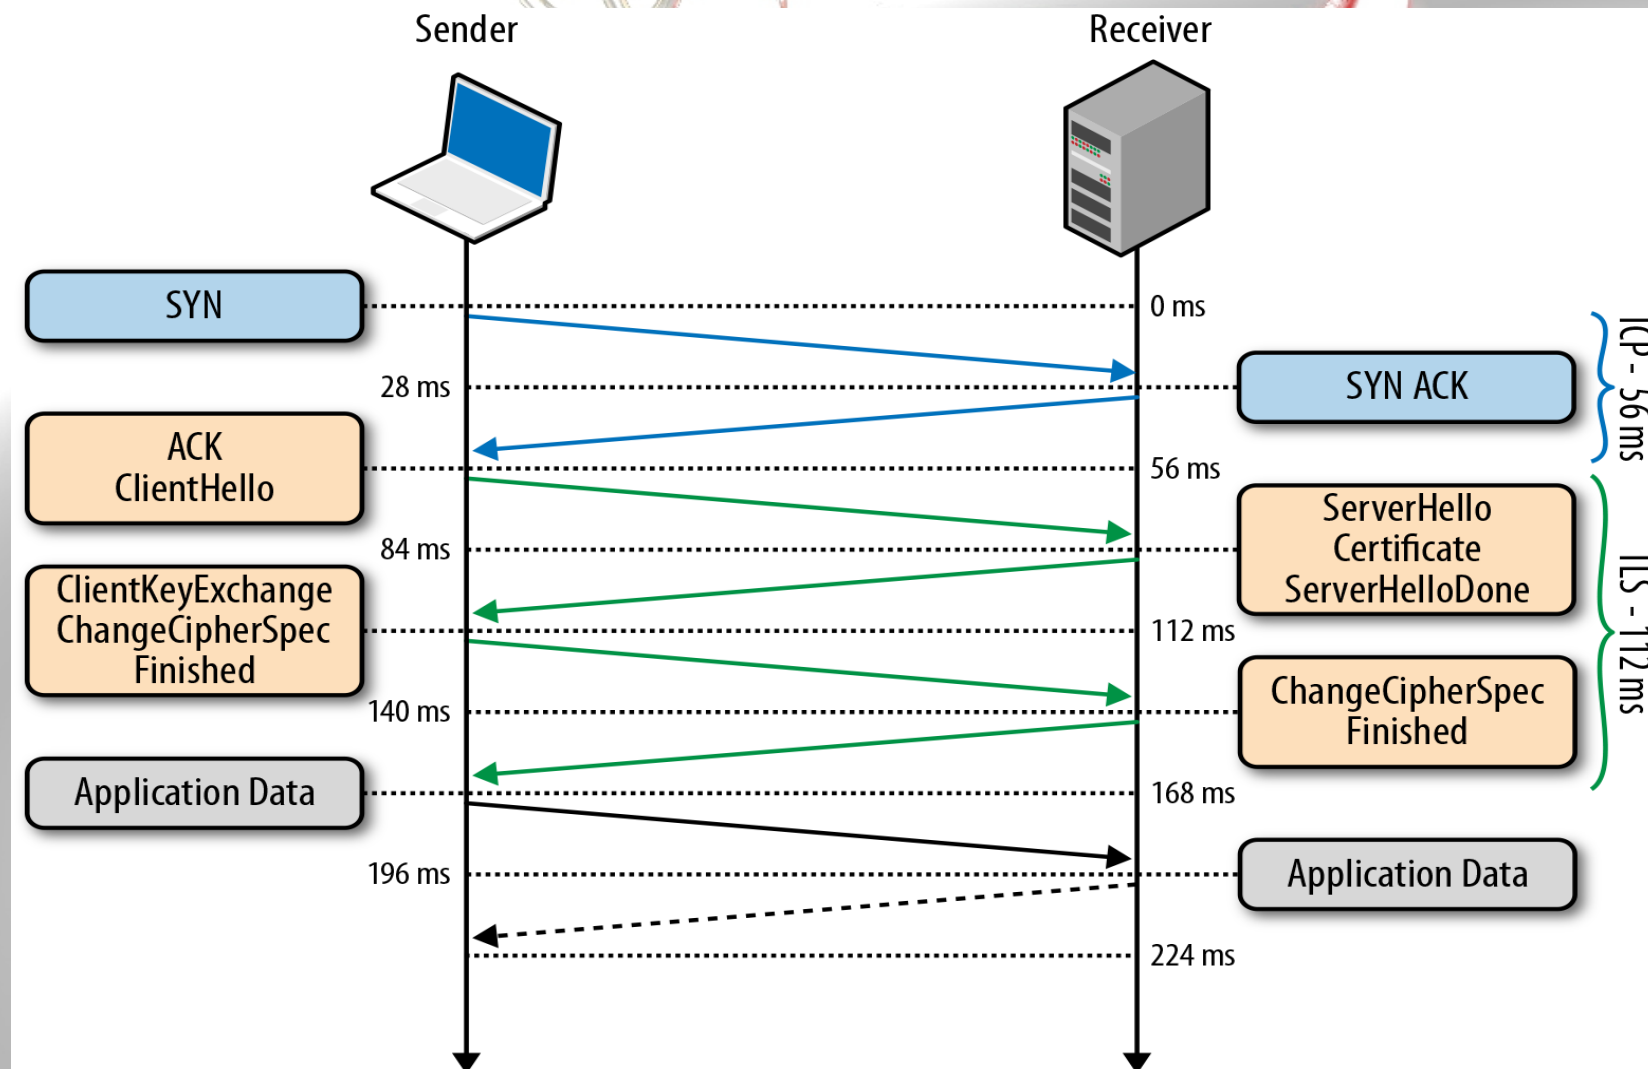 Sender
Receiver
SYN
0 ms
28 ms
SYN ACK
TCP - 56 ms
ACK
ClientHello
56 ms
84 ms
ServerHello
Certificate
ServerHelloDone
TLS - 112 ms
ClientKeyExchange
ChangeCipherSpec
Finished
112 ms
140 ms
ChangeCipherSpec
Finished
Application Data
168 ms
196 ms
Application Data
224 ms